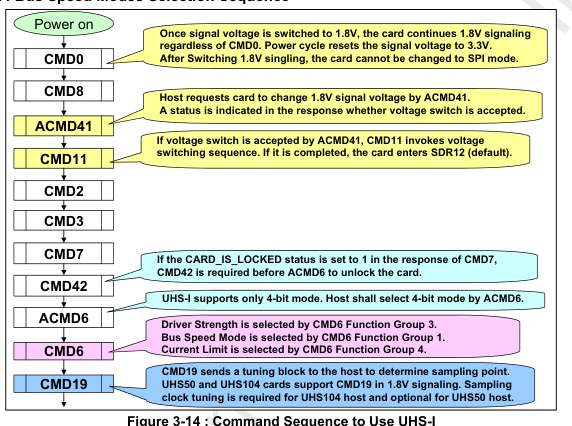 Bus Speed Modes Selection Sequence
Power on
Once signal voltage is switched to 1.8V, the card continues 1.8V signaling
regardless of CMD0. Power cycle resets the signal voltage to 3.3V.
After Switching 1.8V singling, the card cannot be changed to SPI mode.
CMD0
CMD8
Host requests card to change 1.8V signal voltage by ACMD41.
A status is indicated in the response whether voltage switch is accepted.
ACMD41
If voltage switch is accepted by ACMD41, CMD11 invokes voltage
switching sequence. If it is completed, the card enters SDR12 (default).
CMD11
CMD2
CMD3
CMD7
If the CARD_IS_LOCKED status is set to 1 in the response of CMD7,
CMD42 is required before ACMD6 to unlock the card.
CMD42
UHS-I supports only 4-bit mode. Host shall select 4-bit mode by ACMD6.
ACMD6
Driver Strength is selected by CMD6 Function Group 3.
Bus Speed Mode is selected by CMD6 Function Group 1.
Current Limit is selected by CMD6 Function Group 4.
CMD6
CMD19 sends a tuning block to the host to determine sampling point.
UHS50 and UHS104 cards support CMD19 in 1.8V signaling. Sampling
clock tuning is required for UHS104 host and optional for UHS50 host.
CMD19
Figure 3-14 : Command Sequence to Use UHS-I